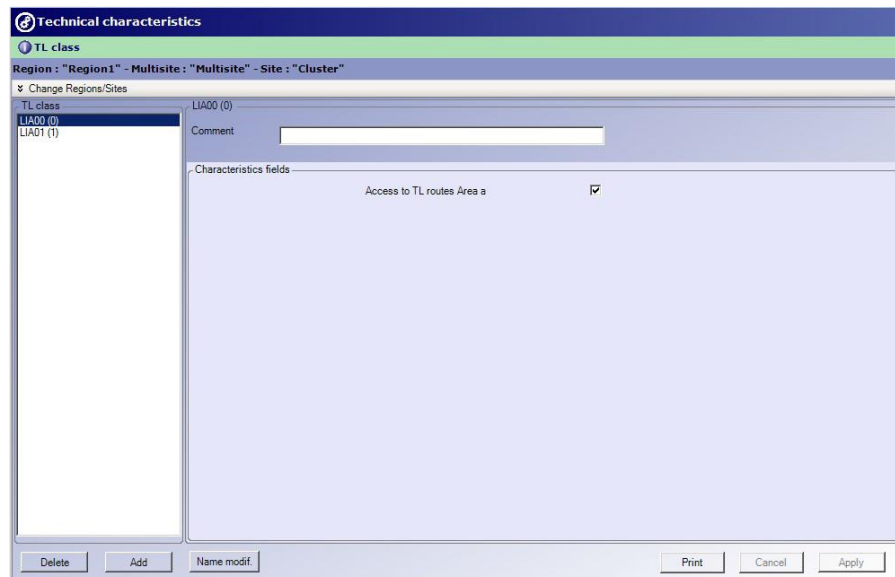 Technical characteristics
TL class
Region : "Region1" - Multisite : "Multisite" - Site : "Cluster"
Change Regions/Sites
TL class
LIA00 (0)
LIA01 (1)
LIA00 (0)
Comment
Characteristics fields
Access to TL routes Area a
Delete Add Name modif. Print Cancel Apply